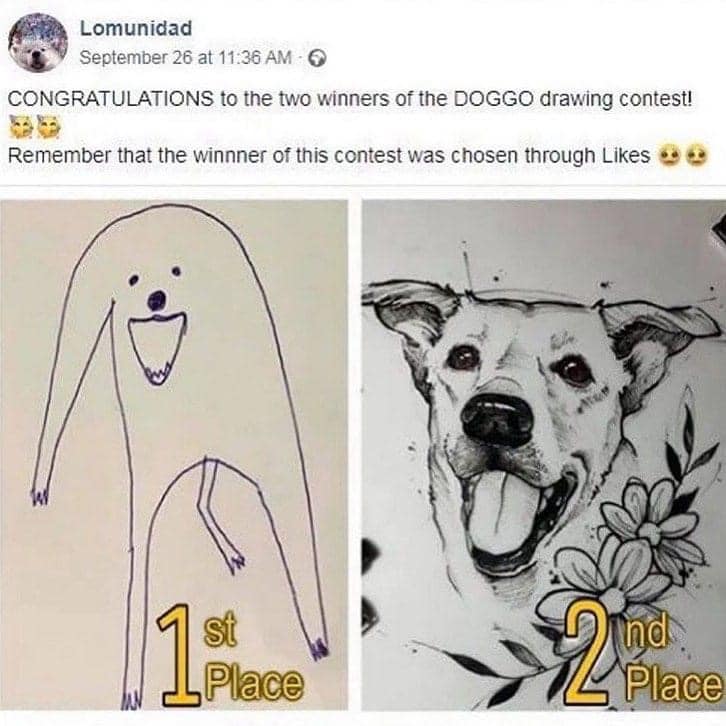 Lomunidad
September 26 at 11:36 AM ·
CONGRATULATIONS to the two winners of the DOGGO drawing contest!
🥳🥳
Remember that the winnner of this contest was chosen through Likes 😍😍
1st
Place
2nd
Place